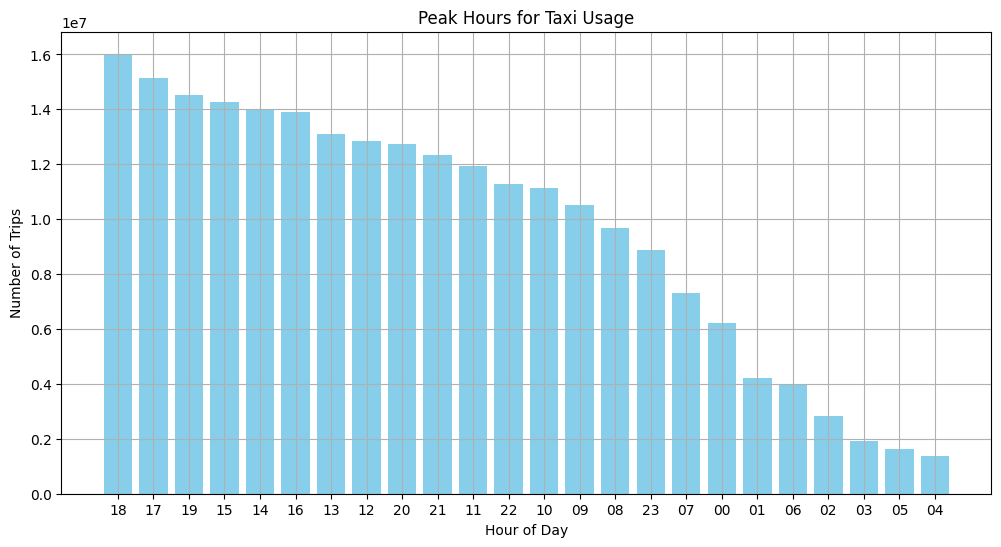 Peak Hours for Taxi Usage
1e7
1.6
1.4
1.2
1.0
0.8
0.6
0.4
0.2
0.0
Number of Trips
18 17 19 15 14 16 13 12 20 21 11 22 10 09 08 23 07 00 01 06 02 03 05 04
Hour of Day